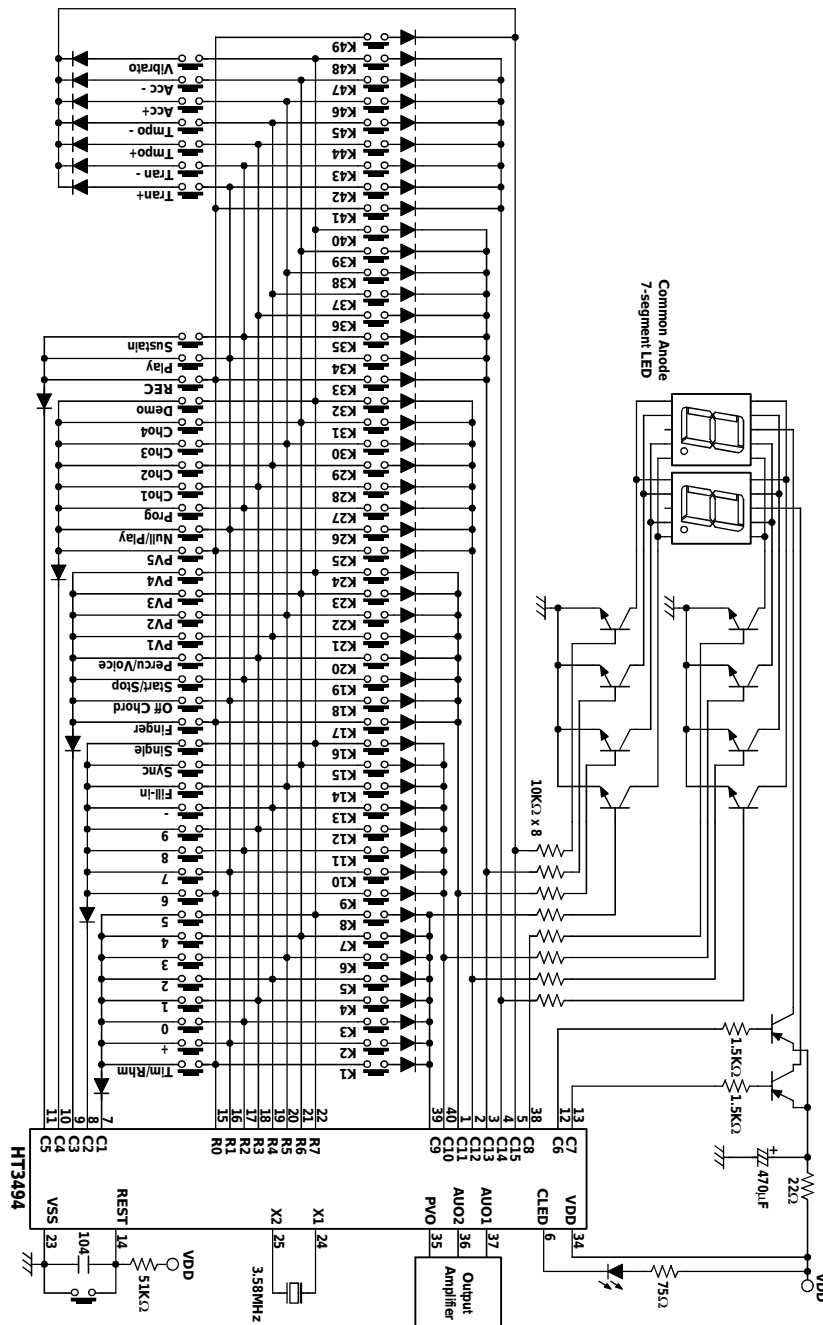 K49
K48
K47
K46
K45
K44
K43
K42
K41
K40
K39
K38
K37
K36
K35
K34
K33
K32
K31
K30
K29
K28
K27
K26
K25
K24
K23
K22
K21
K20
K19
K18
K17
K16
K15
K14
K13
K12
K11
K10
K9
K8
K7
K6
K5
K4
K3
K2
K1
Vibrato
Acc -
Acc+
Tmpo -
Tmpo+
Tran -
Tran+
Sustain
Play
REC
Demo
Cho4
Cho3
Cho2
Cho1
Prog
Null/Play
PV5
PV4
PV3
PV2
PV1
Percu/Voice
Start/Stop
Off Chord
Finger
Single
Sync
Fill-in
-
9
8
7
6
5
4
3
2
1
0
+
Tim/Rhm
Common Anode
7-segment LED
10KΩ x 8
1.5KΩ
1.5KΩ
+
470μF
22Ω
VDD
11
10
9
8
7
15
16
17
18
19
20
21
22
39
40
1
2
3
4
5
38
12
13
C5
C4
C3
C2
C1
R0
R1
R2
R3
R4
R5
R6
R7
C9
C10
C11
C12
C13
C14
C15
C8
C6
C7
HT3494
VSS
REST
X2
X1
PVO
AUO2
AUO1
CLED
VDD
23
14
25
24
35
36
37
6
34
104
51KΩ
VDD
3.58MHz
Output
Amplifier
75Ω